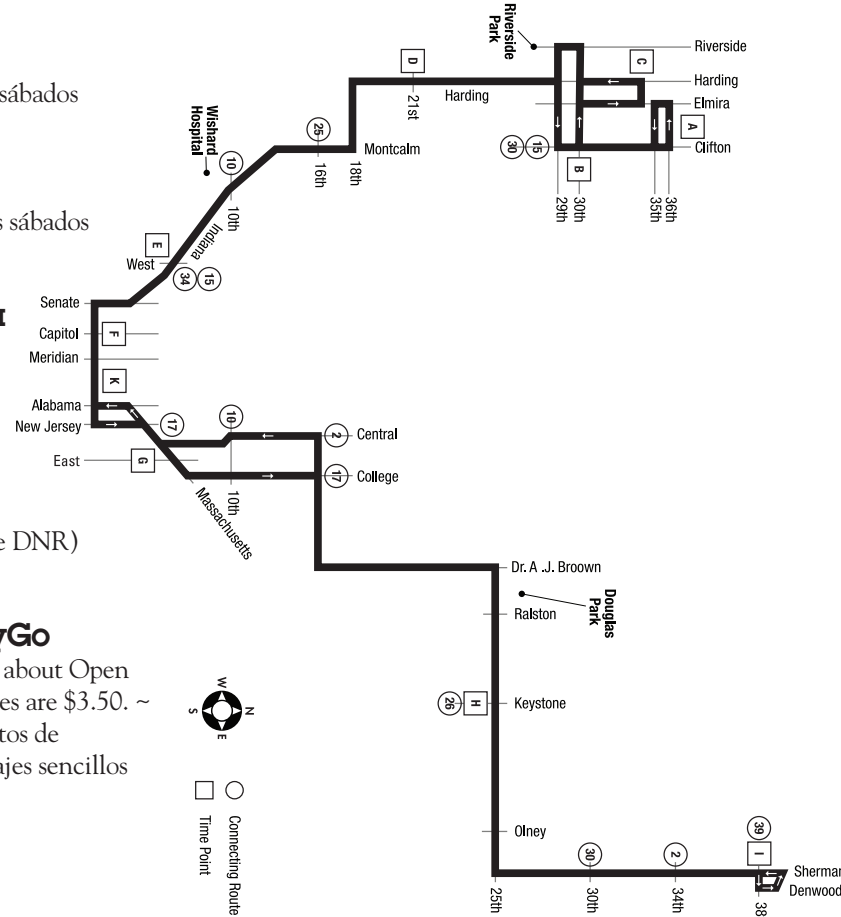 sábados
s sábados
e DNR)
yGo
about Open
es are $3.50. ~
tos de
ajes sencillos
Riverside
Park
Riverside
C
Harding
D
Harding
21st
Elmira
A
Clifton
30
15
B
29th
30th
35th
36th
Wishard
Hospital
25
Montcalm
16th
18th
10
10th
Indiana
E
West
34
15
Senate
Capitol
F
Meridian
K
Alabama
New Jersey
17
10
2
Central
East
G
17
College
10th
Massachusetts
Dr. A .J. Broown
Douglas
Park
Ralston
H
26
Keystone
Olney
39
I
30
2
Sherman
Denwood
25th
30th
34th
38
W
N
S
E
Connecting Route
Time Point